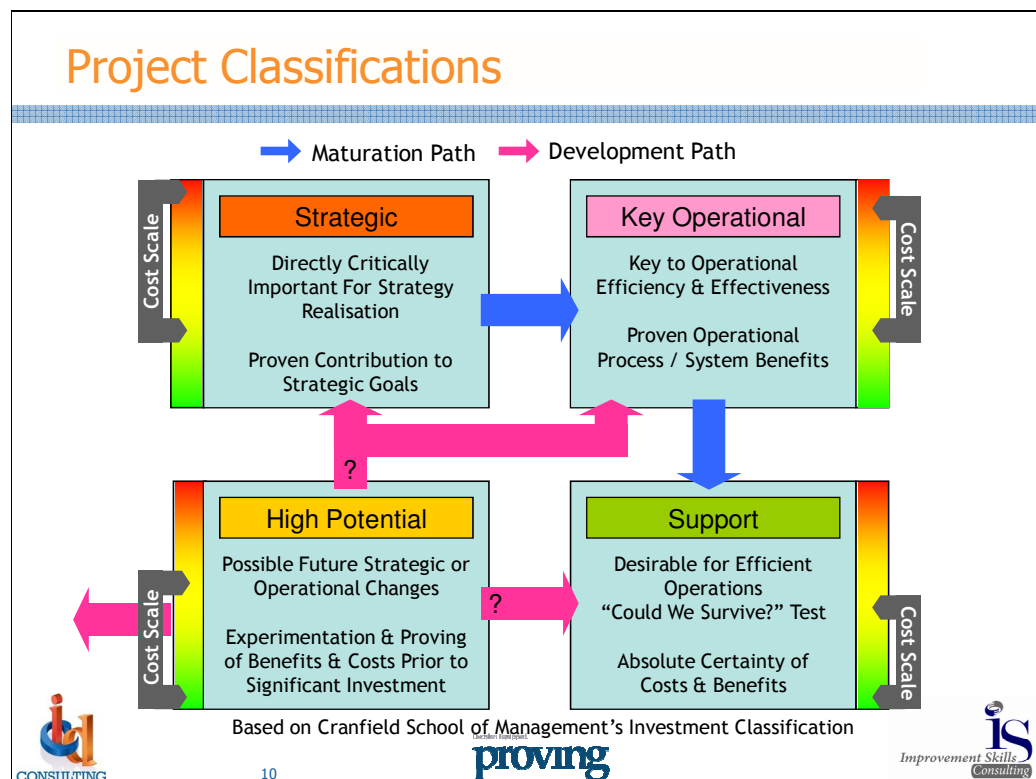 Project Classifications
Maturation Path
Development Path
Cost Scale
Strategic
Directly Critically
Important For Strategy
Realisation
Proven Contribution to
Strategic Goals
Key Operational
Key to Operational
Efficiency & Effectiveness
Proven Operational
Process / System Benefits
Cost Scale
?
Cost Scale
High Potential
Possible Future Strategic or
Operational Changes
Experimentation & Proving
of Benefits & Costs Prior to
Significant Investment
?
Support
Desirable for Efficient
Operations
“Could We Survive?” Test
Absolute Certainty of
Costs & Benefits
Cost Scale
Based on Cranfield School of Management’s Investment Classification
CONSULTING
10
proving
is
Improvement Skills
Consulting